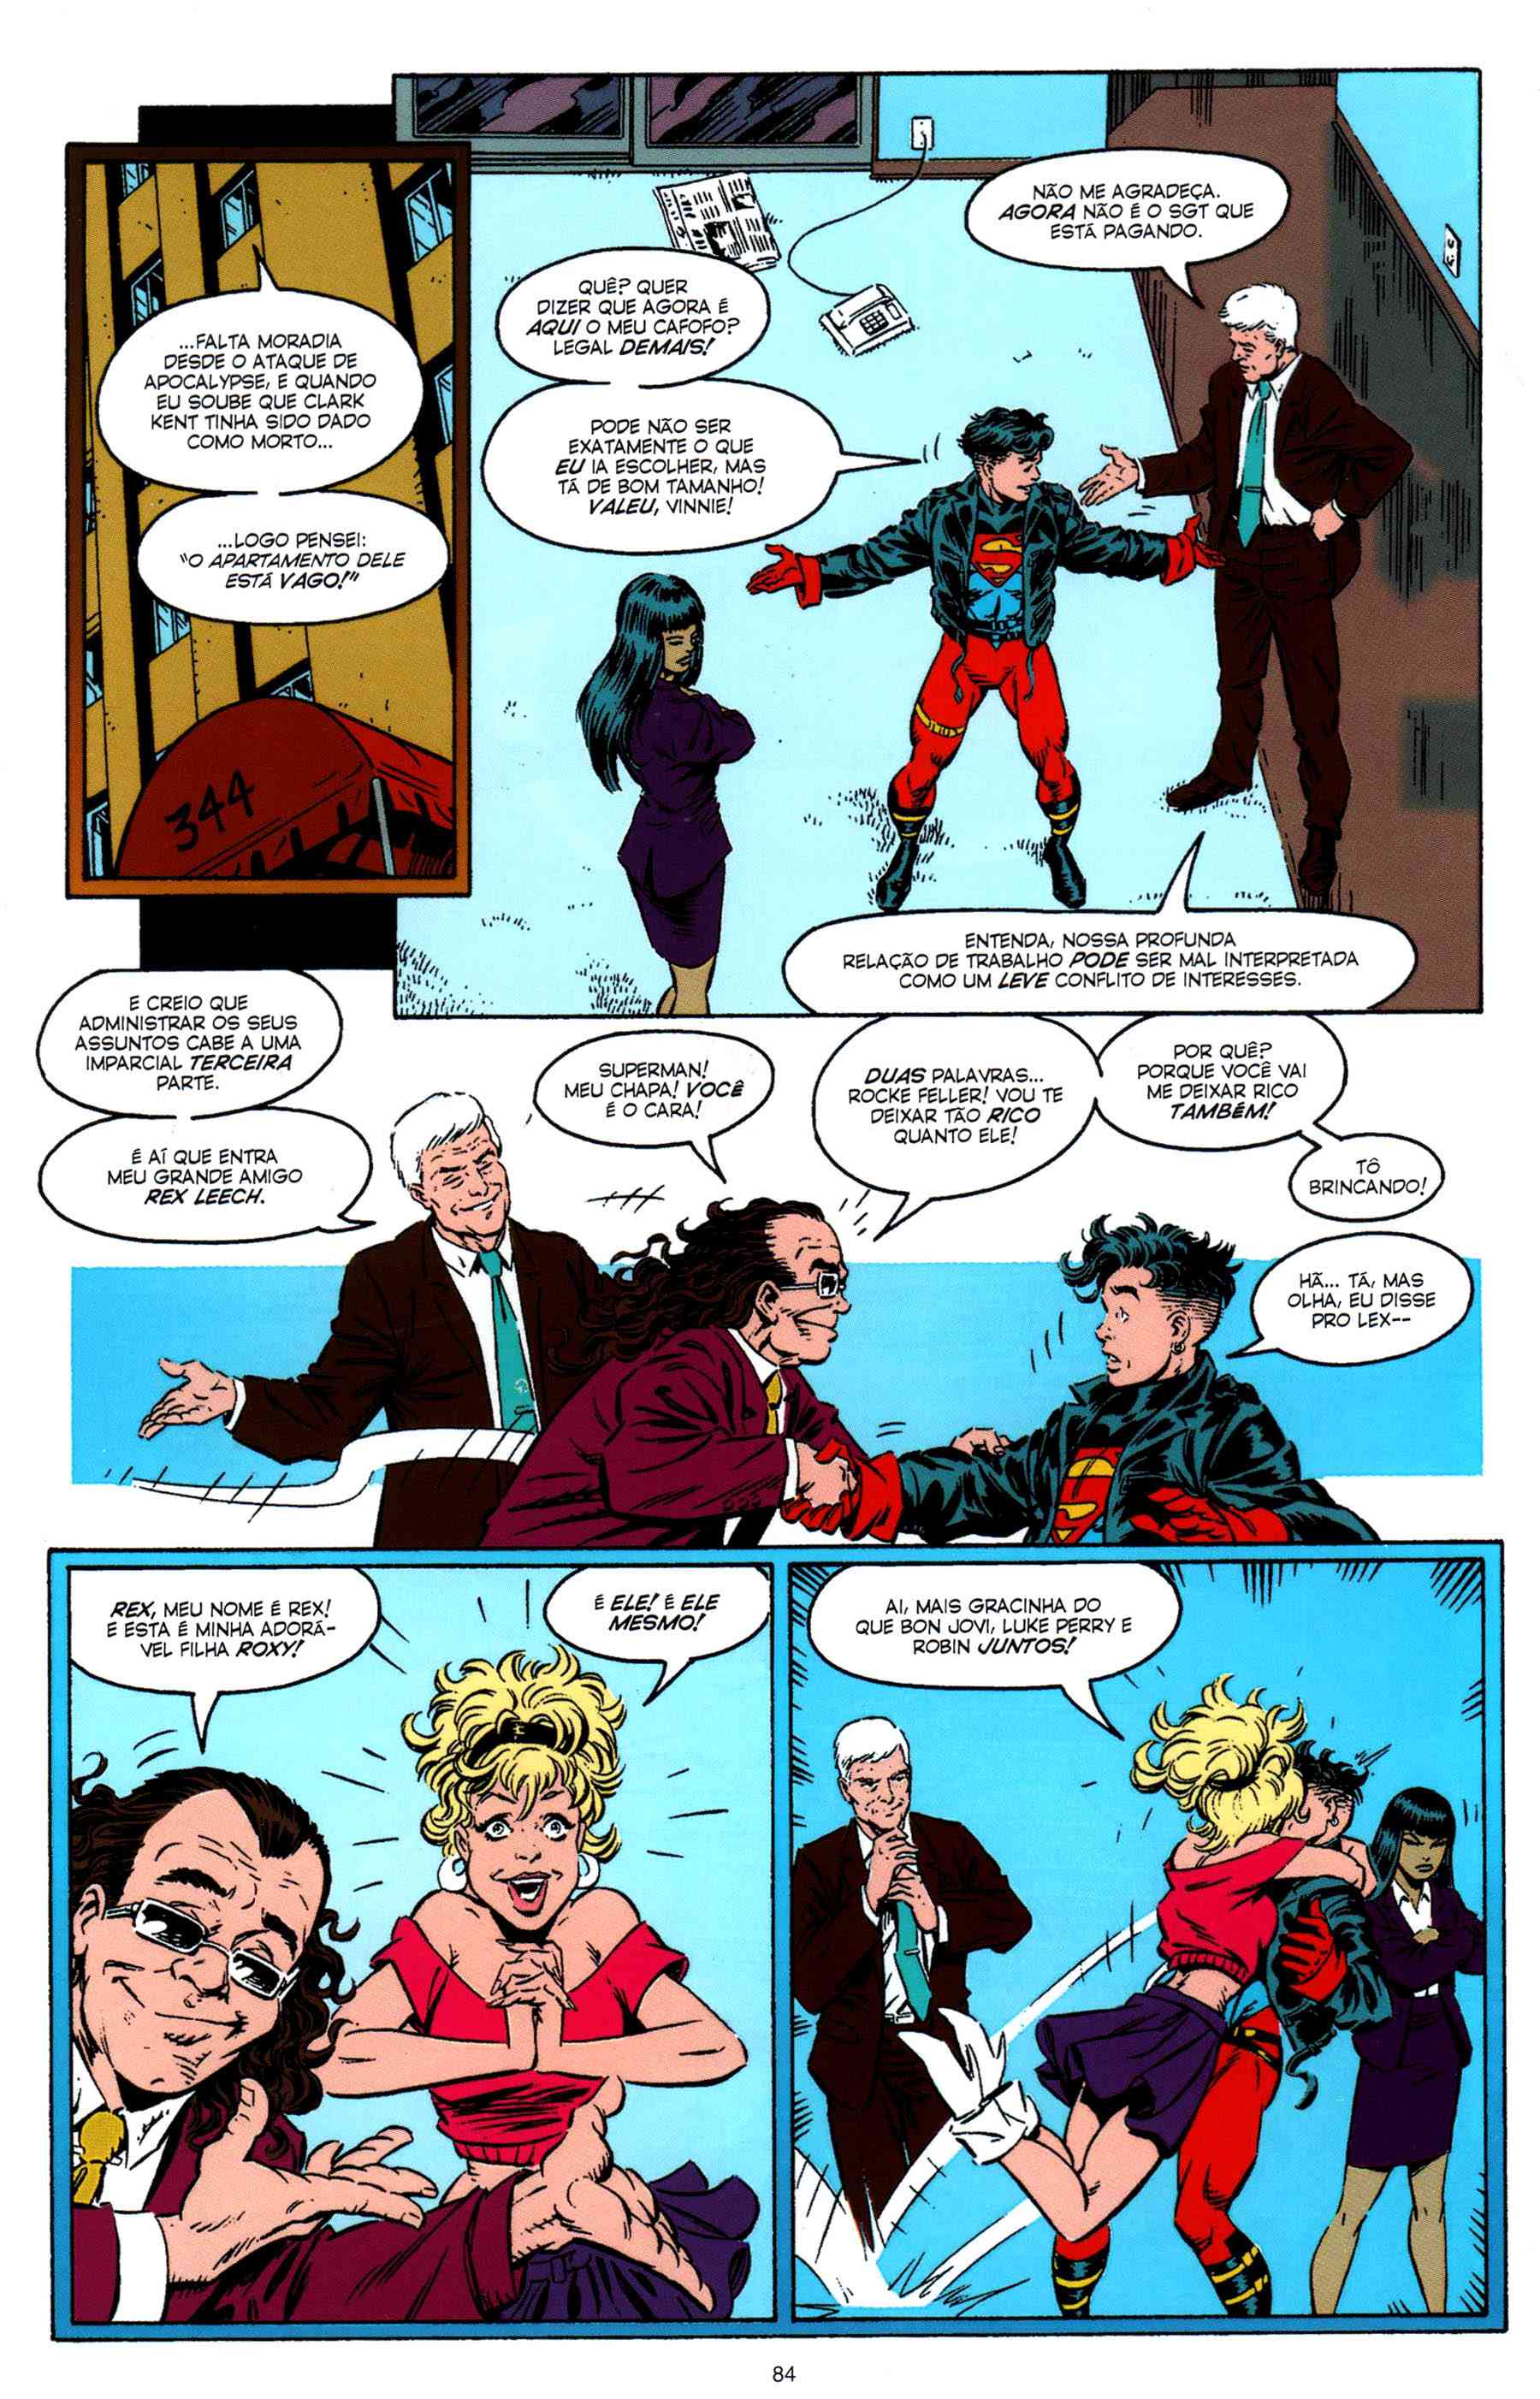 ...FALTA MORADIA
DESDE O ATAQUE DE
APOCALYPSE, E QUANDO
EU SOUBE QUE CLARK
KENT TINHA SIDO DADO
COMO MORTO...
...LOGO PENSEI:
"O APARTAMENTO DELE
ESTÁ VAGO!"
344
QUÊ? QUER
DIZER QUE AGORA É
AQUI O MEU CAFOFO?
LEGAL DEMAIS!
PODE NÃO SER
EXATAMENTE O QUE
EU IA ESCOLHER, MAS
TÁ DE BOM TAMANHO!
VALEU, VINNIE!
NÃO ME AGRADEÇA.
AGORA NÃO É O SGT QUE
ESTÁ PAGANDO.
ENTENDA, NOSSA PROFUNDA
RELAÇÃO DE TRABALHO PODE SER MAL INTERPRETADA
COMO UM LEVE CONFLITO DE INTERESSES.
E CREIO QUE
ADMINISTRAR OS SEUS
ASSUNTOS CABE A UMA
IMPARCIAL TERCEIRA
PARTE.
É AÍ QUE ENTRA
MEU GRANDE AMIGO
REX LEECH.
SUPERMAN!
MEU CHAPA! VOCÊ
É O CARA!
DUAS PALAVRAS...
ROCKE FELLER! VOU TE
DEIXAR TÃO RICO
QUANTO ELE!
POR QUÊ?
PORQUE VOCÊ VAI
ME DEIXAR RICO
TAMBÉM!
TÔ
BRINCANDO!
HÃ... TÁ, MAS
OLHA, EU DISSE
PRO LEX--
REX, MEU NOME É REX!
E ESTA É MINHA ADORÁ-
VEL FILHA ROXY!
É ELE! É ELE
MESMO!
AI, MAIS GRACINHA DO
QUE BON JOVI, LUKE PERRY E
ROBIN JUNTOS!
84